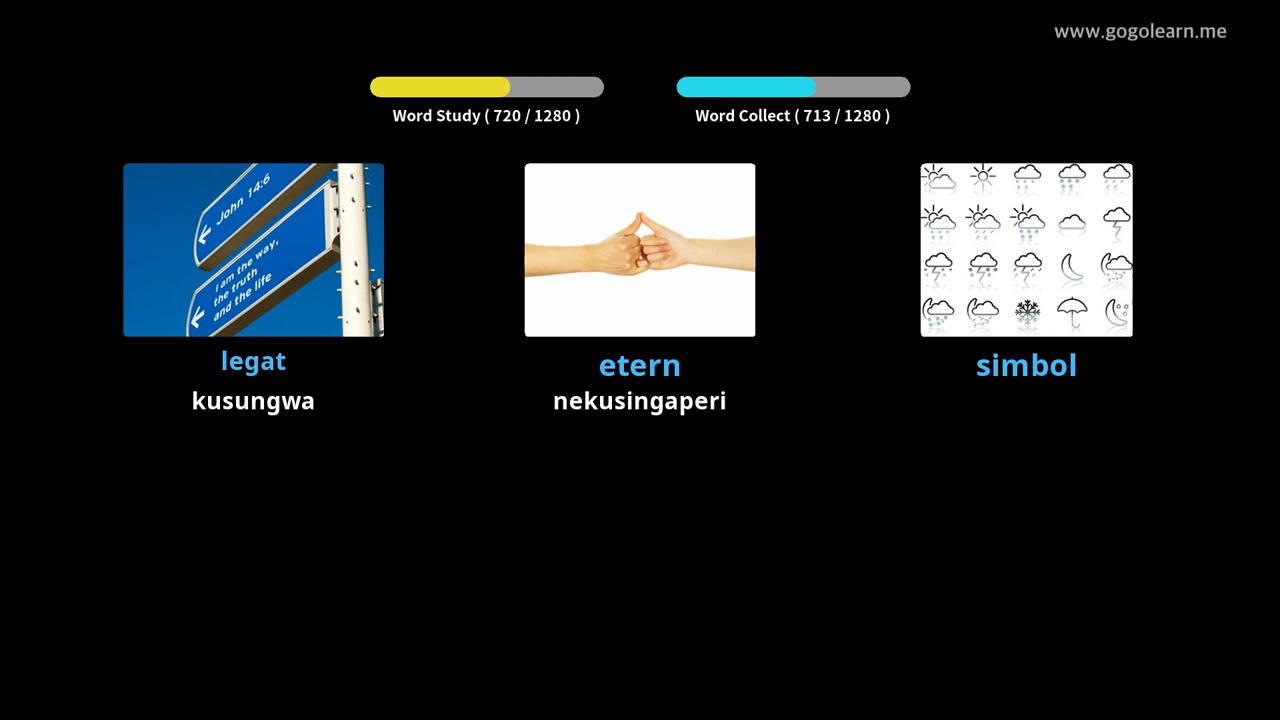 www.gogolearn.me
Word Study ( 720 / 1280 )
Word Collect ( 713 / 1280 )
John 14:6
I am the way,
the truth
and the life
legat
kusungwa
etern
nekusingaperi
simbol